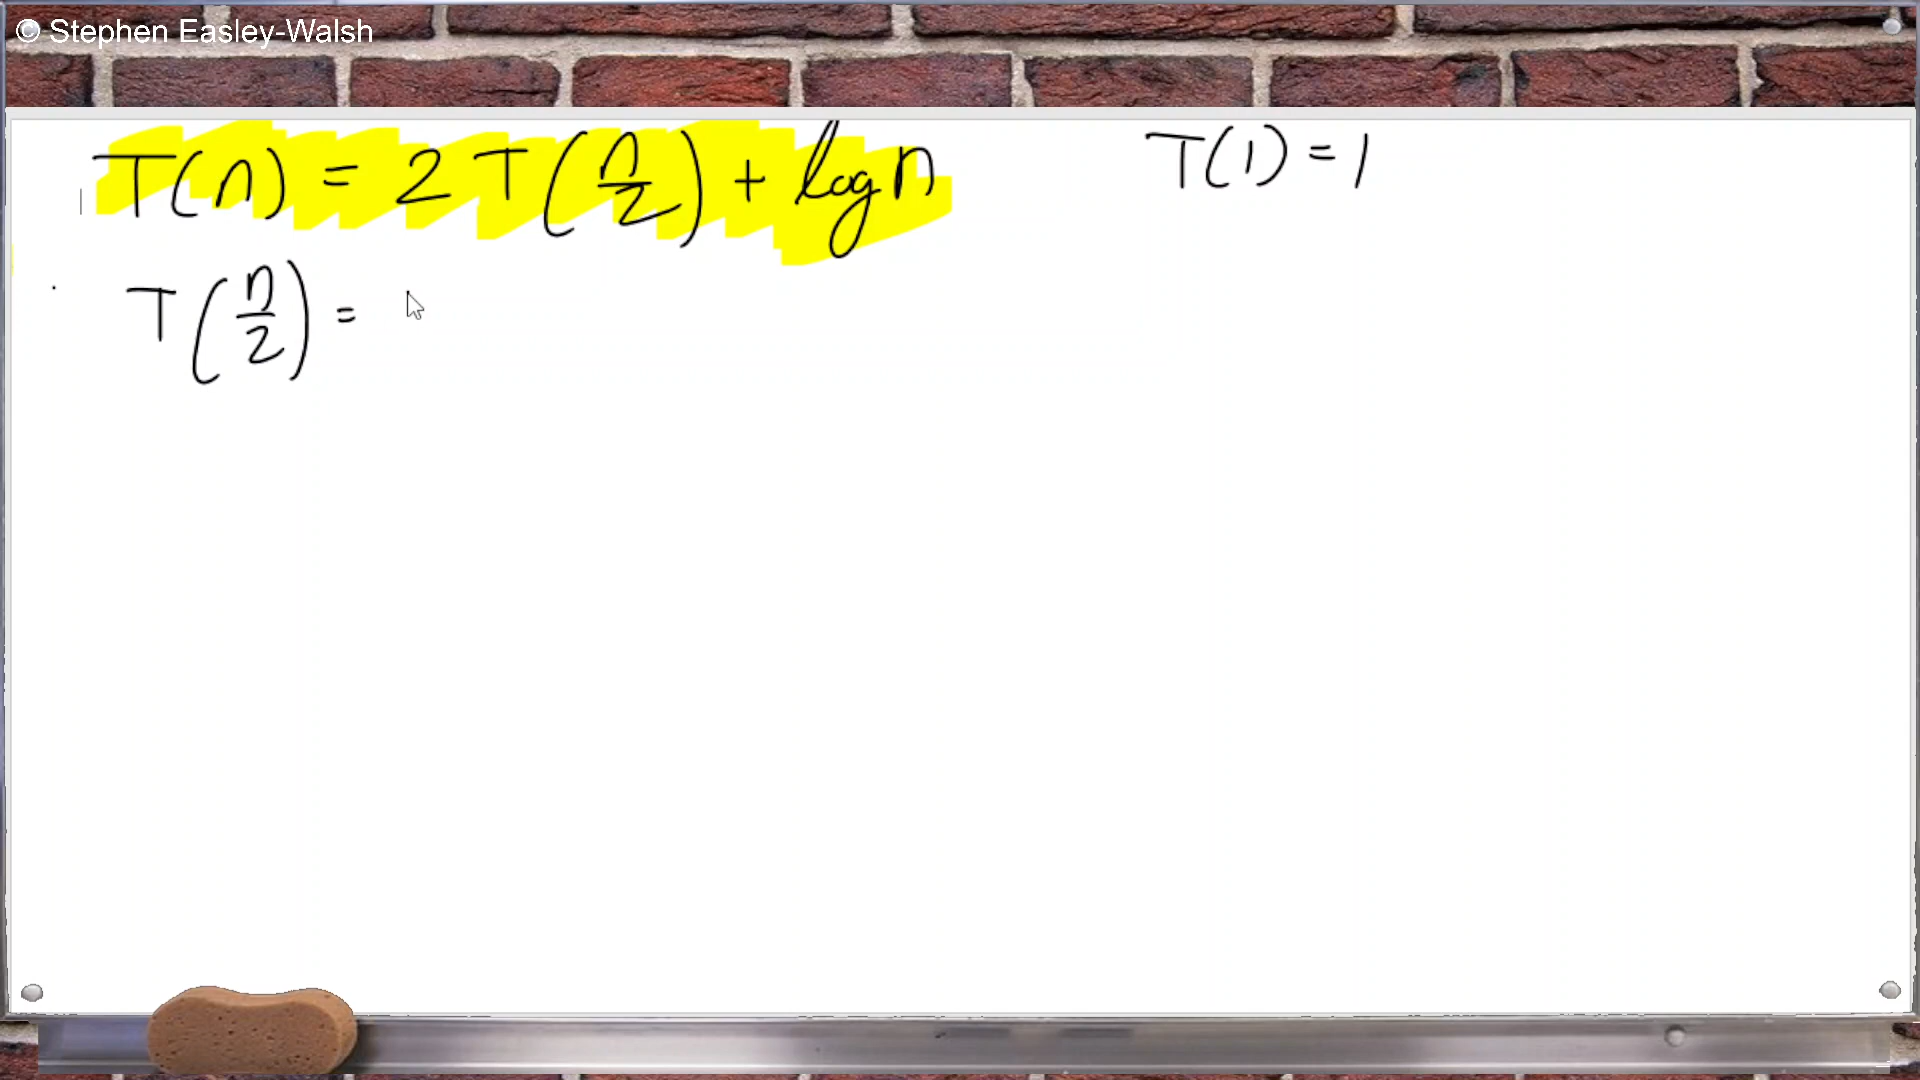 © Stephen Easley-Walsh
T(n) = 2T(n/2) + log n
T(1) = 1
T(n/2) =